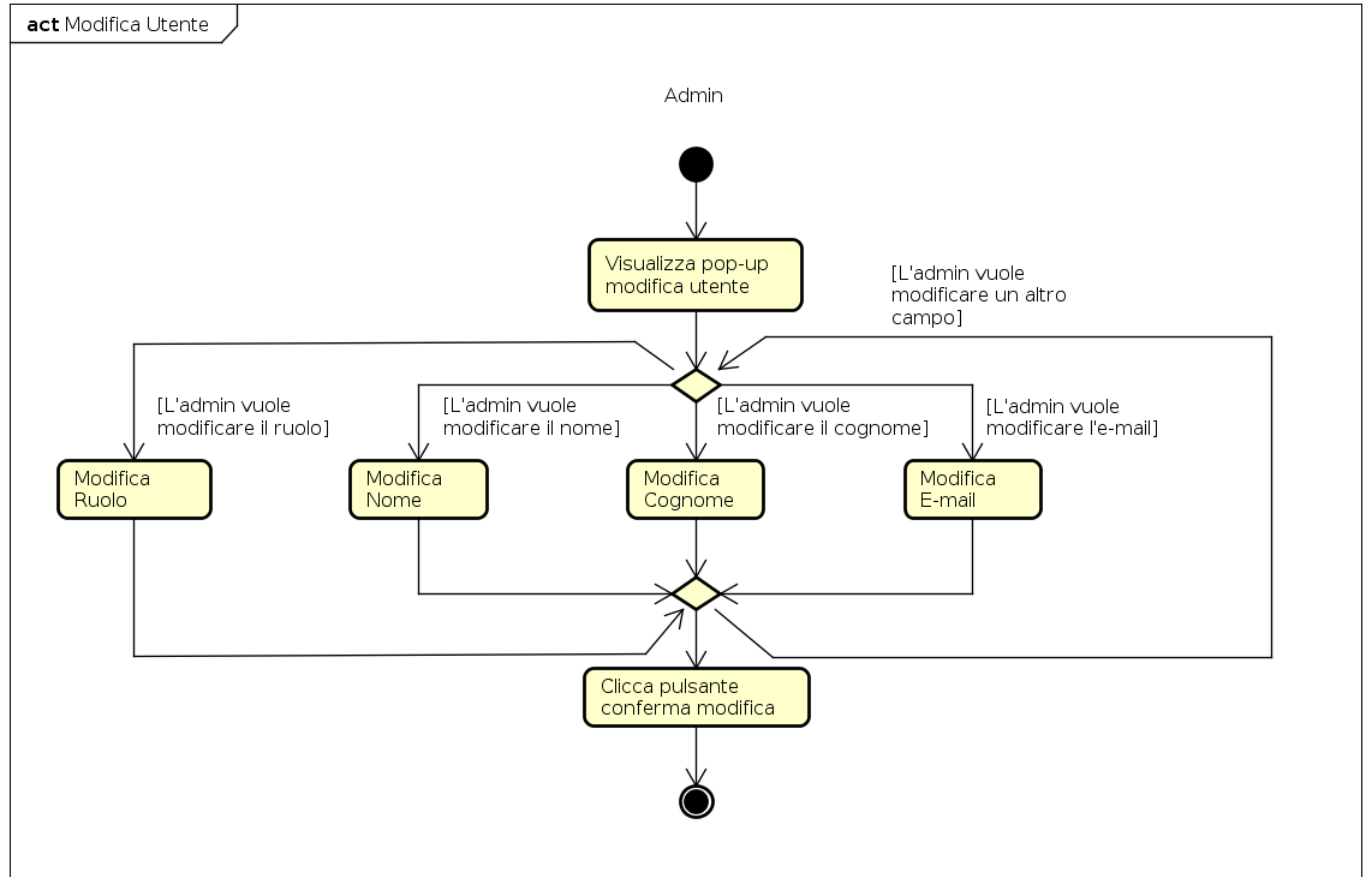 act Modifica Utente
Admin
Visualizza pop-up
modifica utente
[L'admin vuole
modificare un altro
campo]
[L'admin vuole
modificare il ruolo]
[L'admin vuole
modificare il nome]
[L'admin vuole
modificare il cognome]
[L'admin vuole
modificare l'e-mail]
Modifica
Ruolo
Modifica
Nome
Modifica
Cognome
Modifica
E-mail
Clicca pulsante
conferma modifica